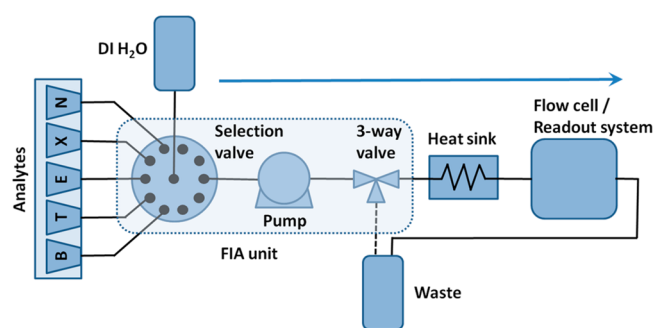 DI H₂O
Analytes
N
X
E
T
B
Selection
valve
3-way
valve
Pump
FIA unit
Heat sink
Flow cell /
Readout system
Waste